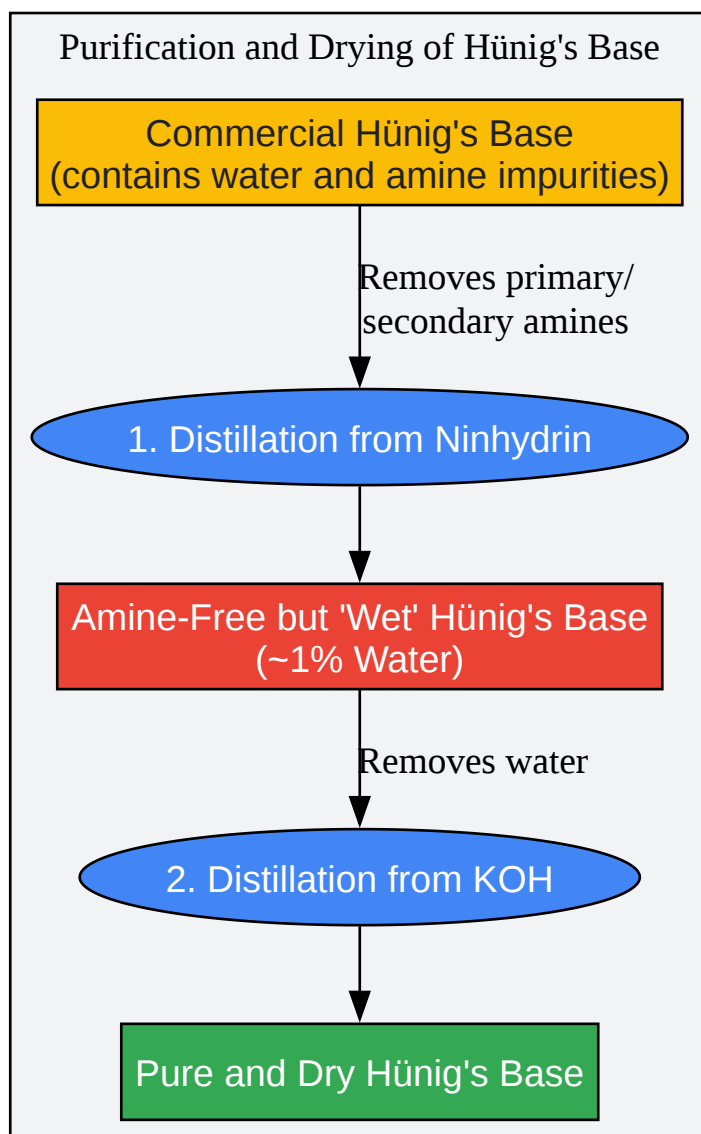 Purification and Drying of Hünig's Base
Commercial Hünig's Base
(contains water and amine impurities)
Removes primary/
secondary amines
1. Distillation from Ninhydrin
Amine-Free but 'Wet' Hünig's Base
(~1% Water)
Removes water
2. Distillation from KOH
Pure and Dry Hünig's Base